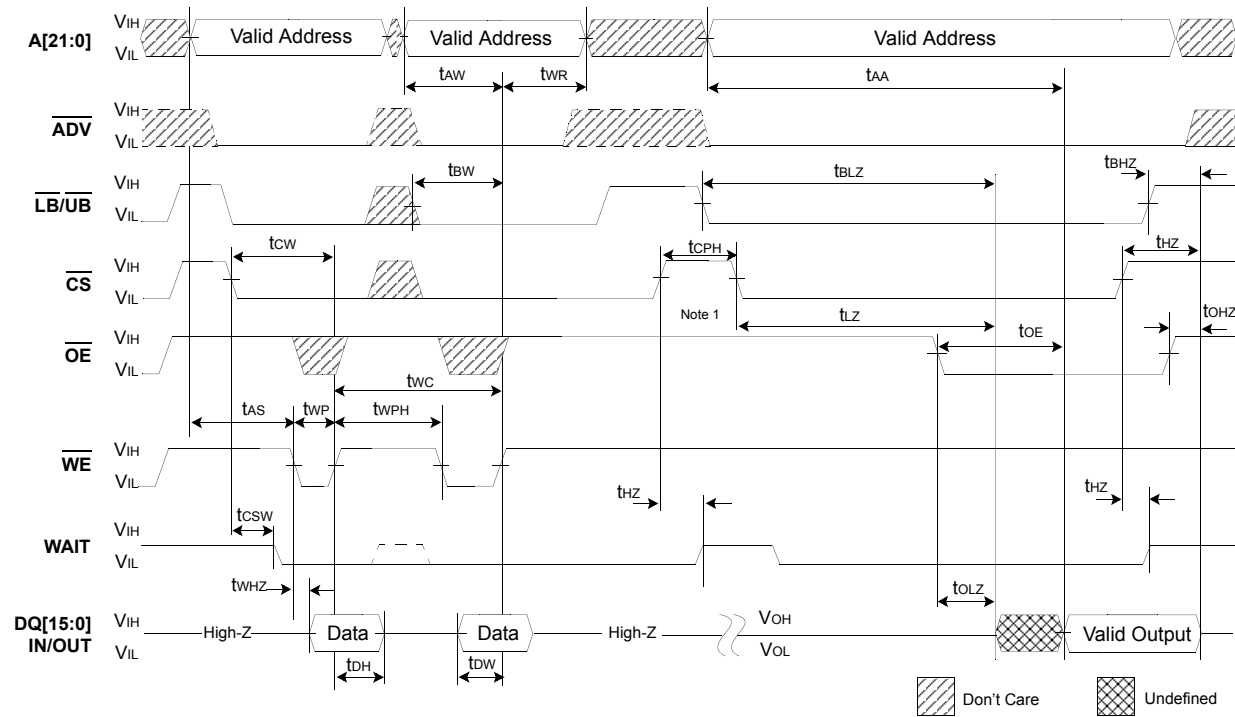 A[21:0] VIH VIL Valid Address Valid Address Valid Address
tAW tWR tAA
ADV VIH VIL
LB/UB VIH VIL tBW tBLZ tBHZ
CS VIH VIL tCW tCPH tHZ
Note 1 tLZ
OE VIH VIL tOE tOHZ
tWC
tAS tWP tWPH
WE VIH VIL
tCSW tHZ tHZ
WAIT VIH VIL
tWHZ tOLZ
DQ[15:0] IN/OUT VIH VIL High-Z Data Data High-Z VOH VOL Valid Output
tDH tDW
Don't Care Undefined